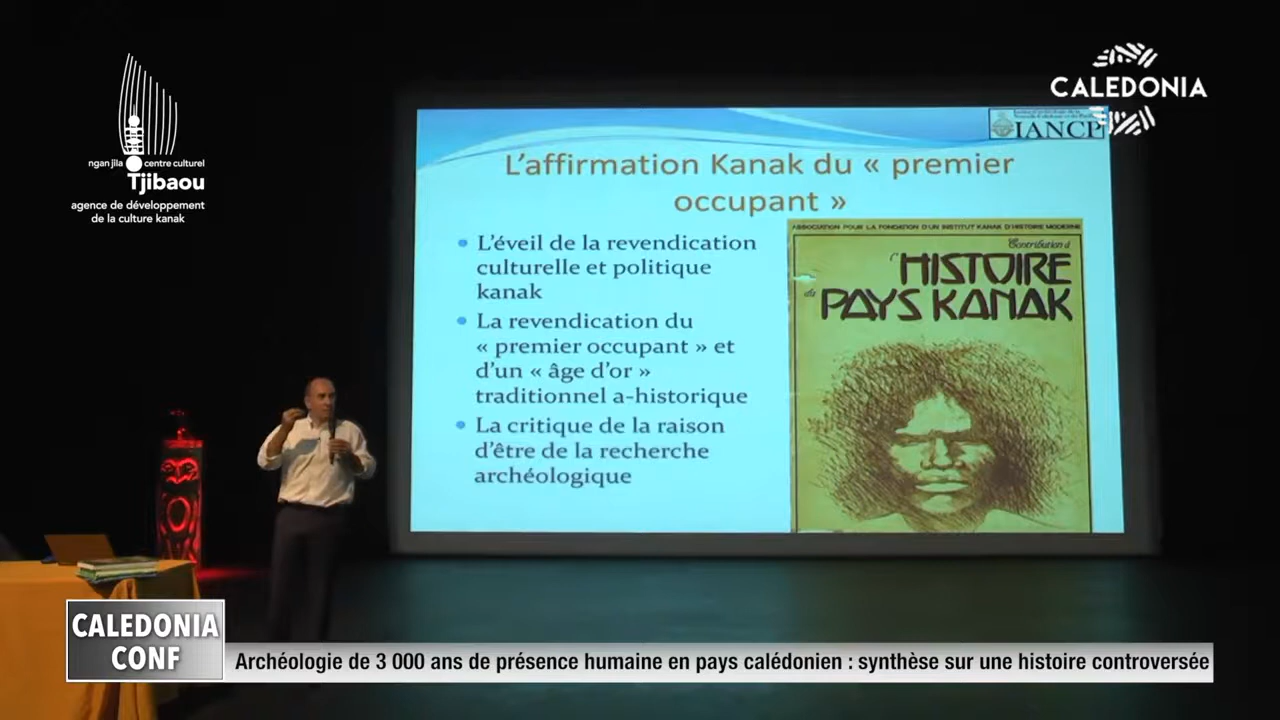 ngan jila centre culturel
Tjibaou
agence de développement
de la culture kanak
CALEDONIA
IANCP
L'affirmation Kanak du « premier
occupant »
• L'éveil de la revendication
culturelle et politique
kanak
• La revendication du
« premier occupant » et
d'un « âge d'or »
traditionnel a-historique
• La critique de la raison
d'être de la recherche
archéologique
ASSOCIATION POUR LA FONDATION D'UN INSTITUT KANAK D'HISTOIRE MODERNE
Contribution à
l'HISTOIRE
du PAYS KANAK
CALEDONIA
CONF
Archéologie de 3 000 ans de présence humaine en pays calédonien : synthèse sur une histoire controversée